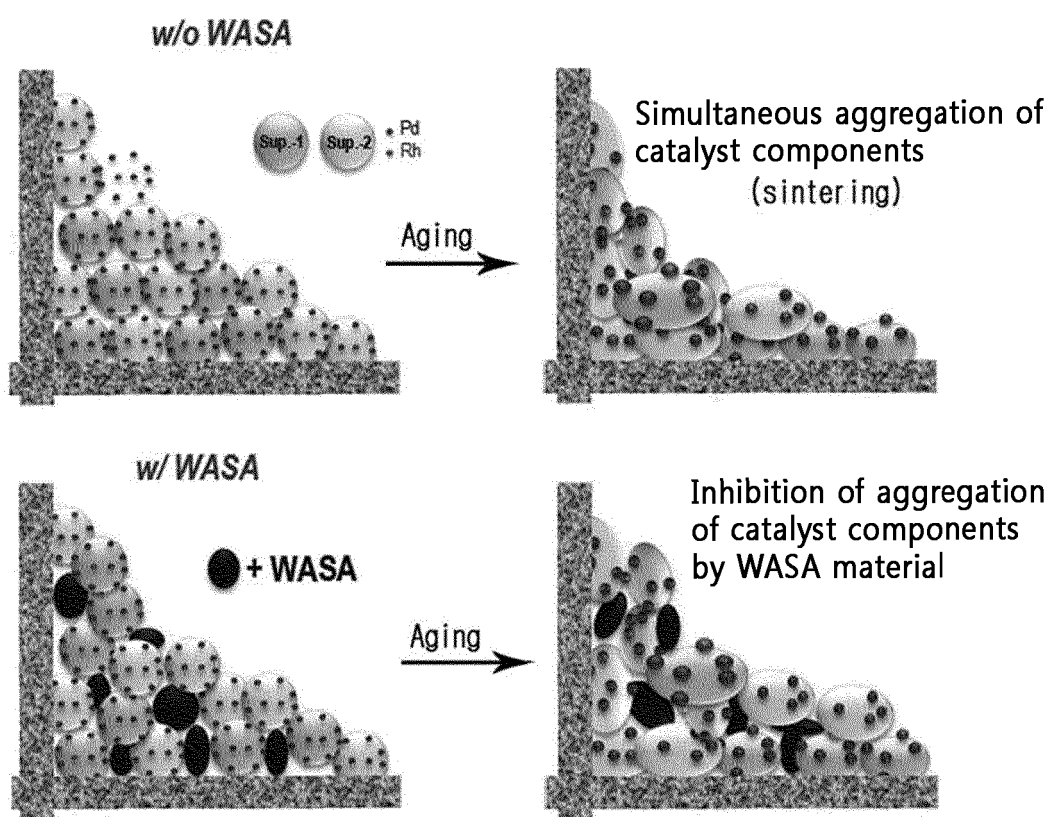 w/o WASA
Sup.-1 Sup.-2
Pd
Rh
Aging
Simultaneous aggregation of
catalyst components
(sintering)
w/ WASA
+ WASA
Aging
Inhibition of aggregation
of catalyst components
by WASA material